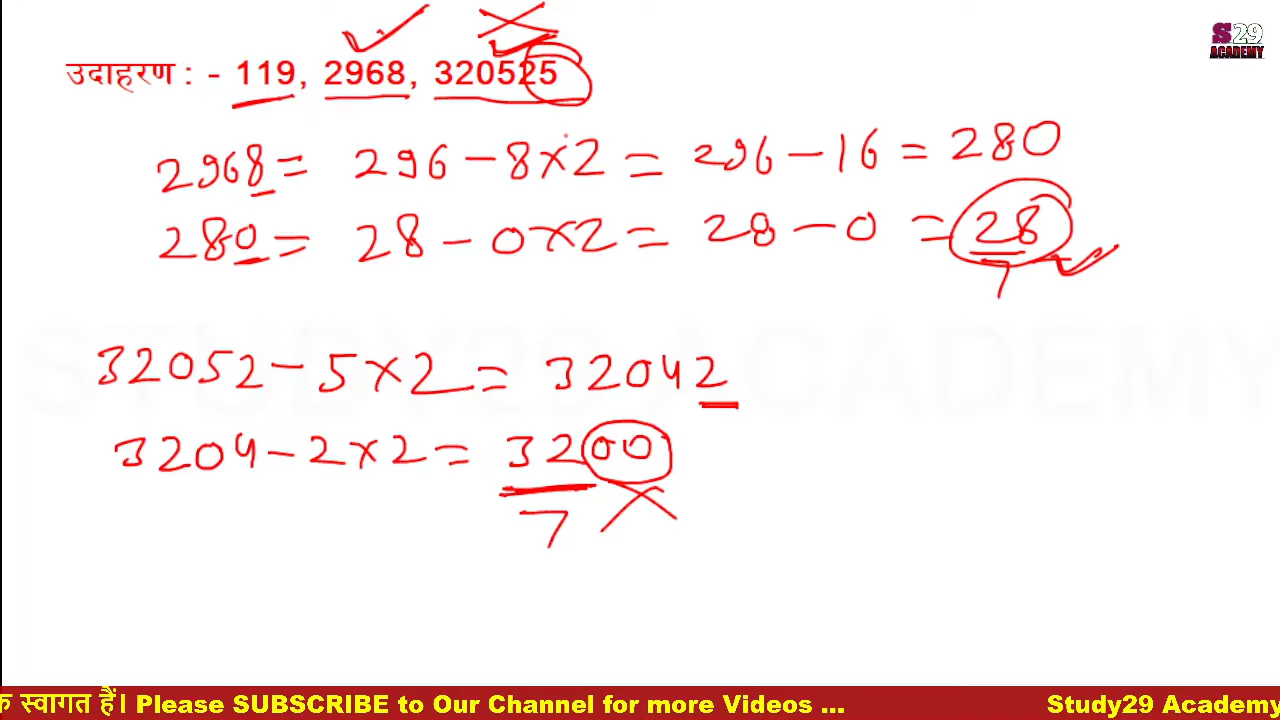 S29
ACADEMY
उदाहरण : - 119, 2968, 320525
2968 = 296 - 8 × 2 = 296 - 16 = 280
280 = 28 - 0 × 2 = 28 - 0 = 28
7
STUDY29 ACADEMY
32052 - 5 × 2 = 32042
3204 - 2 × 2 = 3200
7
क स्वागत हैं। Please SUBSCRIBE to Our Channel for more Videos ... Study29 Academy